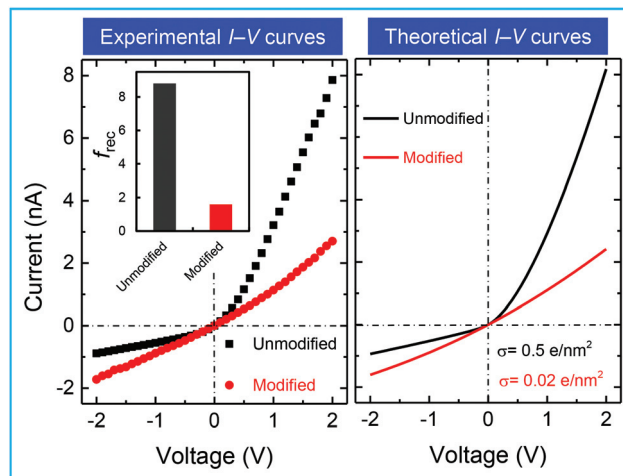 Experimental I–V curves
Theoretical I–V curves
8
6
4
2
0
-2
Current (nA)
8
6
4
2
0
f_rec
Unmodified
Modified
Unmodified
Modified
-2 -1 0 1 2
Voltage (V)
Unmodified
Modified
σ= 0.5 e/nm²
σ= 0.02 e/nm²
-2 -1 0 1 2
Voltage (V)